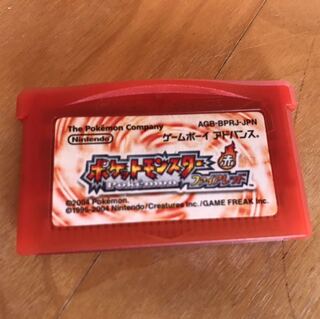 The Pokémon Company
AGB-BPRJ-JPN
Nintendo
ゲームボーイ アドバンス®
ポケットモンスター
赤
POKéMON
ファイアレッド
©2004 Pokémon.
©1995-2004 Nintendo/Creatures Inc./GAME FREAK Inc.